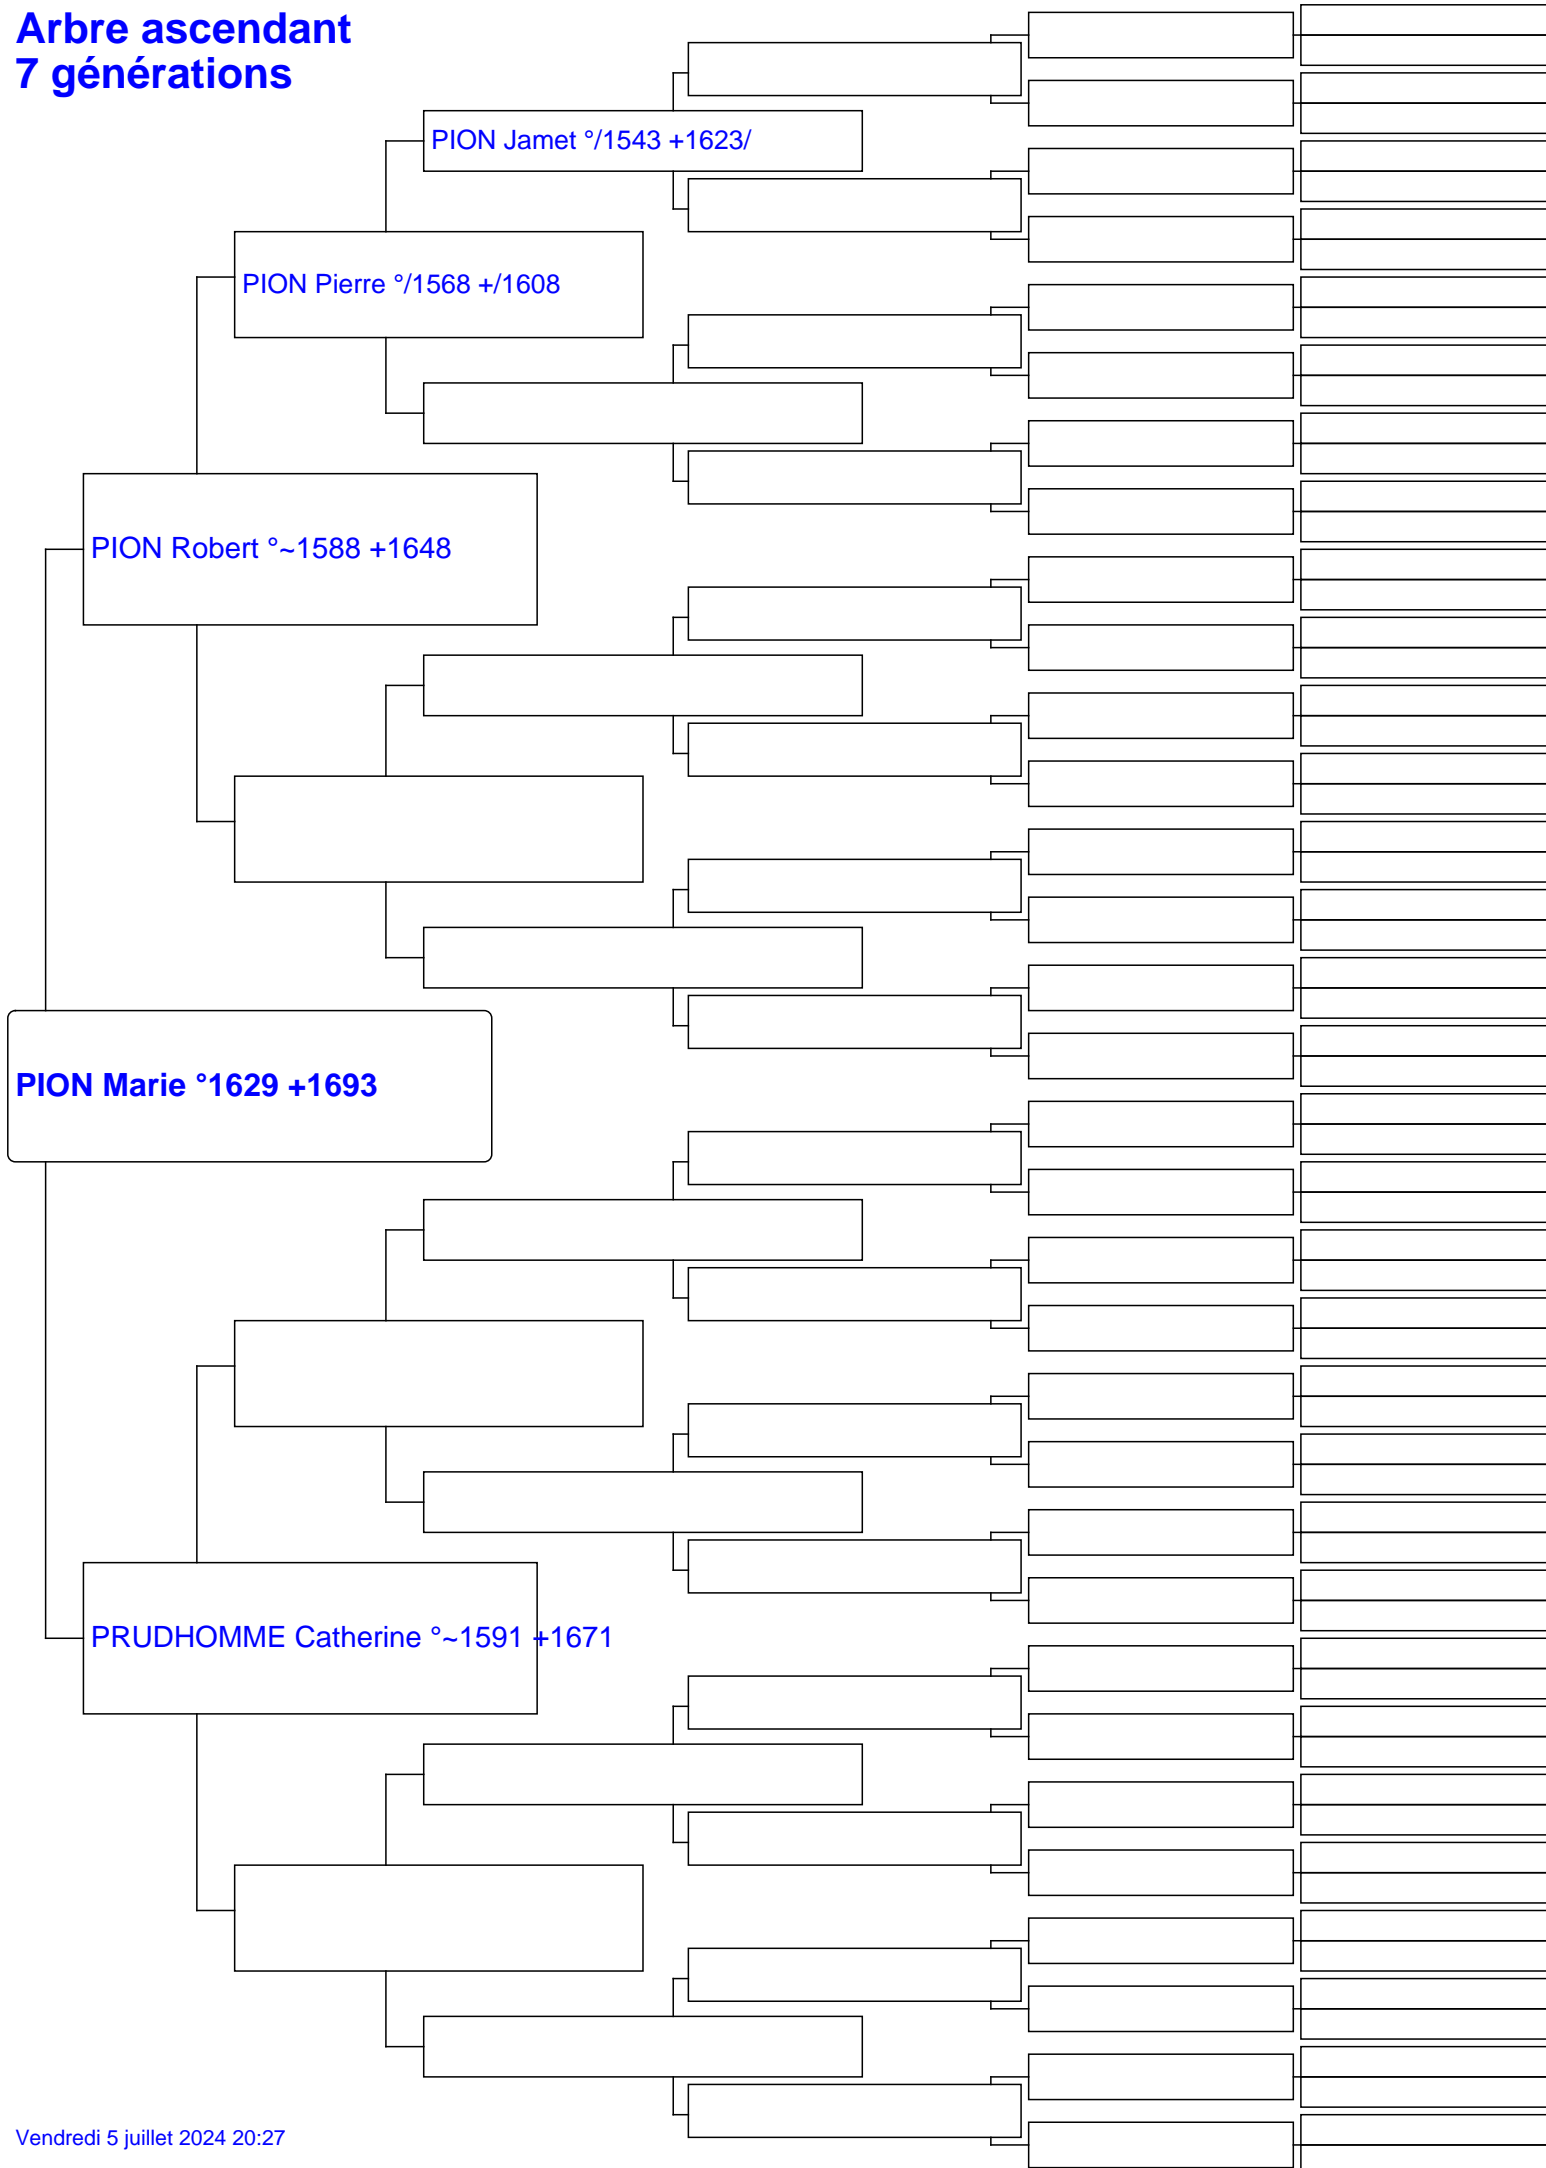 Arbre ascendant
7 générations
PION Jamet °/1543 +1623/
PION Pierre °/1568 +/1608
PION Robert °~1588 +1648
PION Marie °1629 +1693
PRUDHOMME Catherine °~1591 +1671
Vendredi 5 juillet 2024 20:27